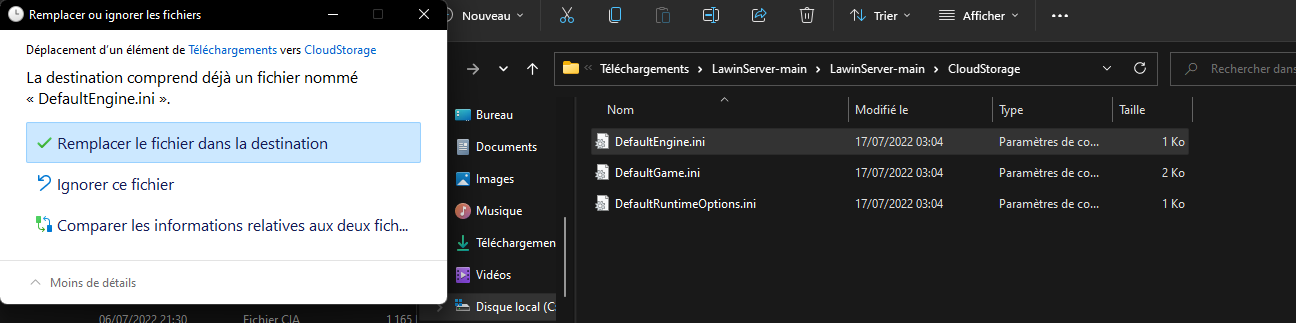 Remplacer ou ignorer les fichiers
Déplacement d'un élément de Téléchargements vers CloudStorage
La destination comprend déjà un fichier nommé
« DefaultEngine.ini ».
Remplacer le fichier dans la destination
Ignorer ce fichier
Comparer les informations relatives aux deux fich...
Moins de détails
Nouveau
Trier
Afficher
Téléchargements > LawinServer-main > LawinServer-main > CloudStorage
Rechercher dans
Nom Modifié le Type Taille
Bureau
Documents
Images
Musique
Téléchargemen
Vidéos
Disque local (C
DefaultEngine.ini 17/07/2022 03:04 Paramètres de co... 1 Ko
DefaultGame.ini 17/07/2022 03:04 Paramètres de co... 2 Ko
DefaultRuntimeOptions.ini 17/07/2022 03:04 Paramètres de co... 1 Ko
06/07/2022 21:30 Fichier CIA 1 165